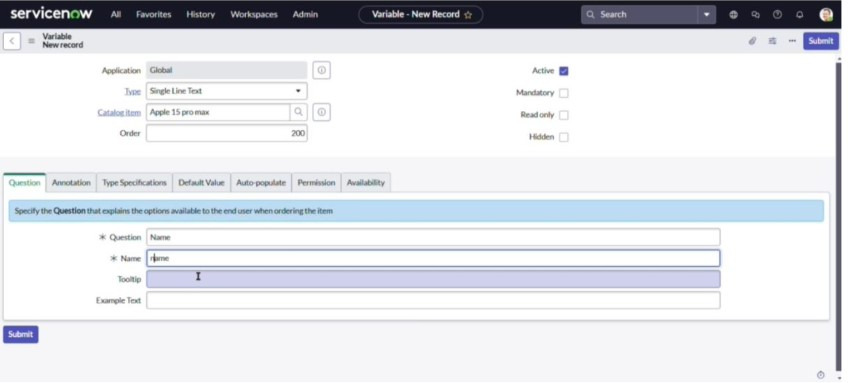 servicenow All Favorites History Workspaces Admin Variable - New Record Search
Variable
New record
Submit
Application Global
Active
Type Single Line Text
Mandatory
Catalog item Apple 15 pro max
Read only
Order 200
Hidden
Question Annotation Type Specifications Default Value Auto-populate Permission Availability
Specify the Question that explains the options available to the end user when ordering the item
* Question Name
* Name name
Tooltip
Example Text
Submit